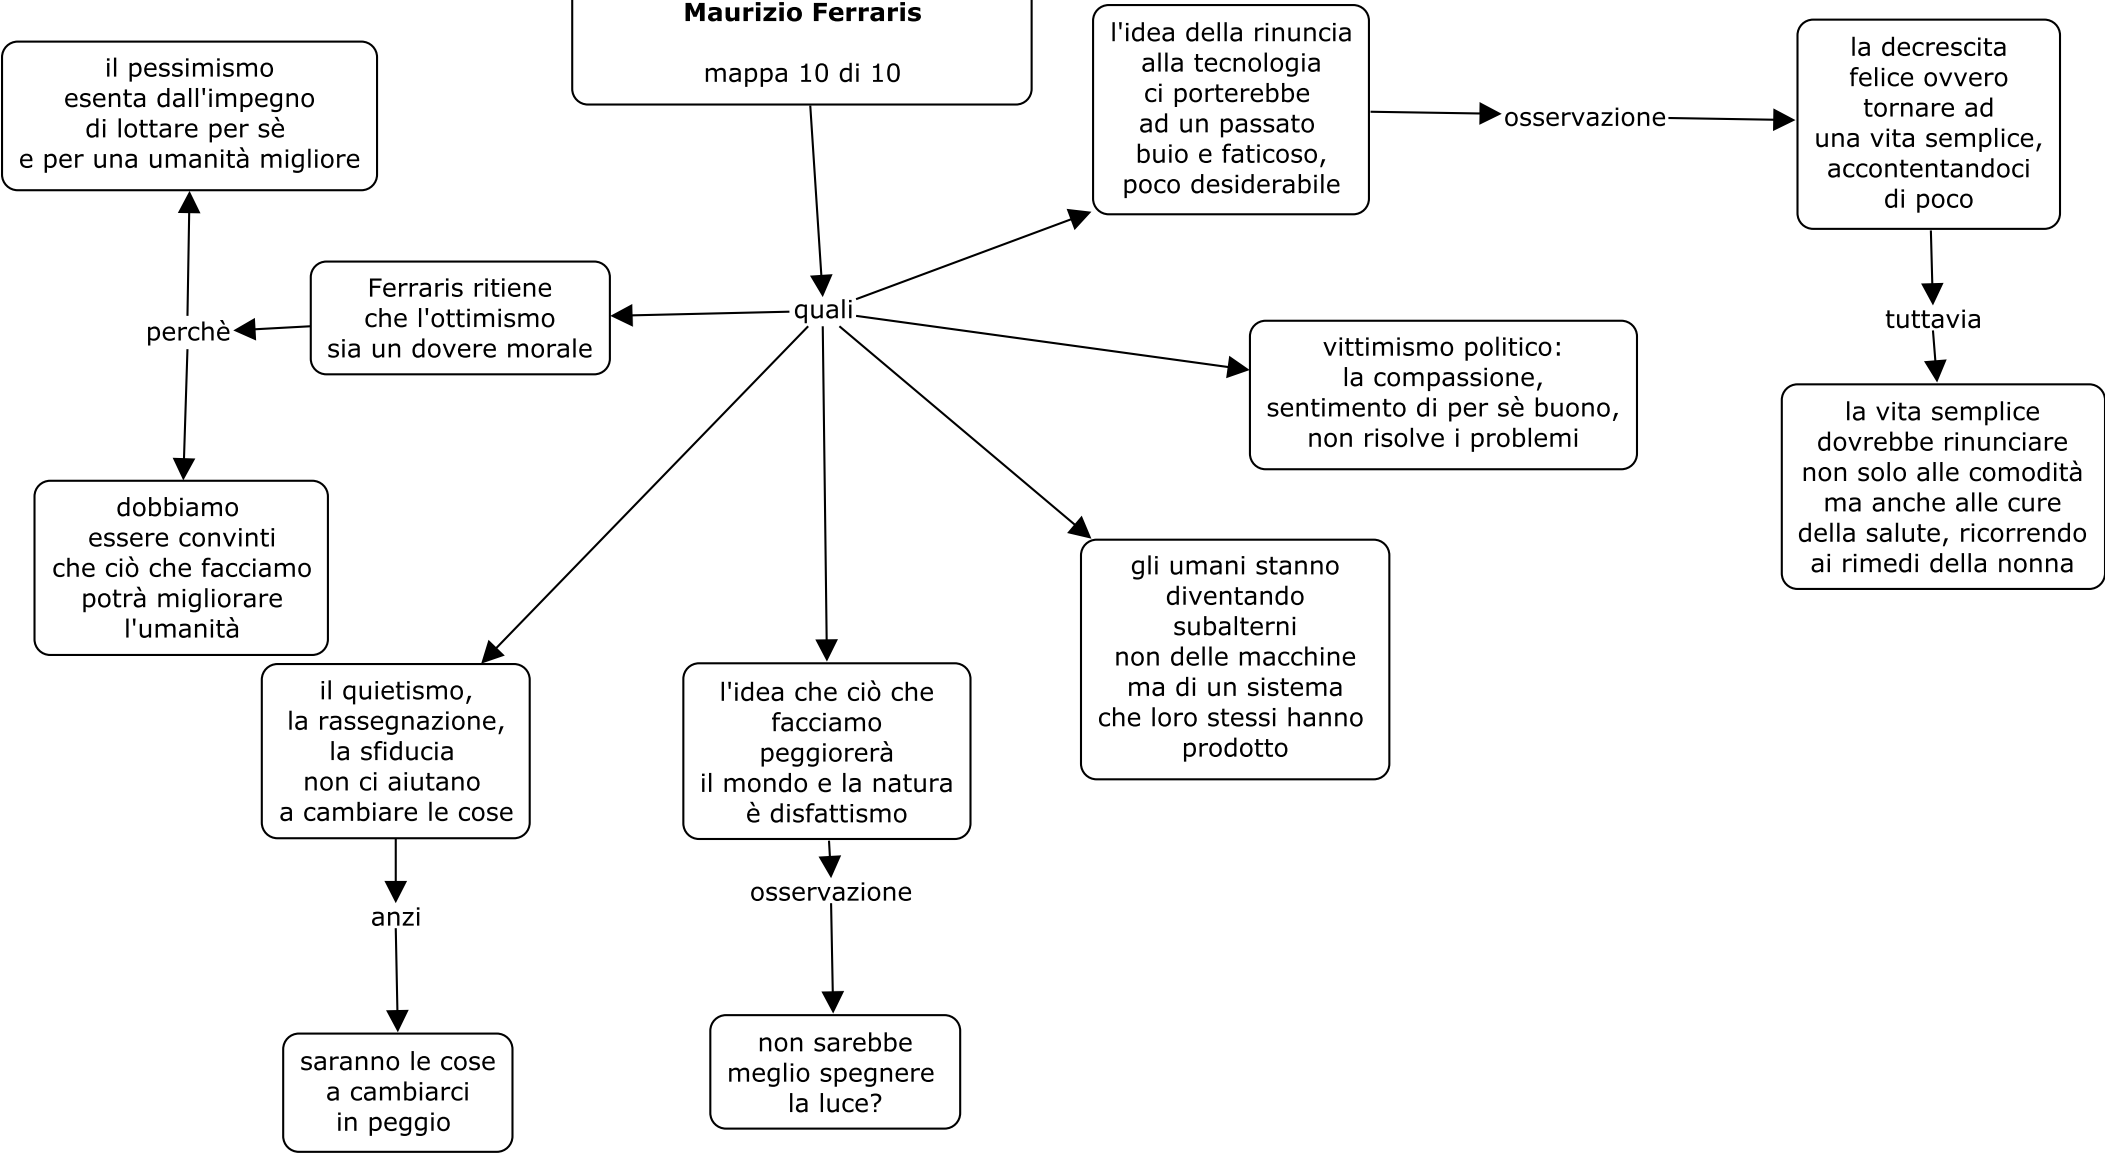 Maurizio Ferraris
mappa 10 di 10
il pessimismo
esenta dall'impegno
di lottare per sè
e per una umanità migliore
l'idea della rinuncia
alla tecnologia
ci porterebbe
ad un passato
buio e faticoso,
poco desiderabile
osservazione
la decrescita
felice ovvero
tornare ad
una vita semplice,
accontentandoci
di poco
tuttavia
la vita semplice
dovrebbe rinunciare
non solo alle comodità
ma anche alle cure
della salute, ricorrendo
ai rimedi della nonna
quali
Ferraris ritiene
che l'ottimismo
sia un dovere morale
perchè
dobbiamo
essere convinti
che ciò che facciamo
potrà migliorare
l'umanità
vittimismo politico:
la compassione,
sentimento di per sè buono,
non risolve i problemi
gli umani stanno
diventando
subalterni
non delle macchine
ma di un sistema
che loro stessi hanno
prodotto
il quietismo,
la rassegnazione,
la sfiducia
non ci aiutano
a cambiare le cose
anzi
saranno le cose
a cambiarci
in peggio
l'idea che ciò che
facciamo
peggiorerà
il mondo e la natura
è disfattismo
osservazione
non sarebbe
meglio spegnere
la luce?